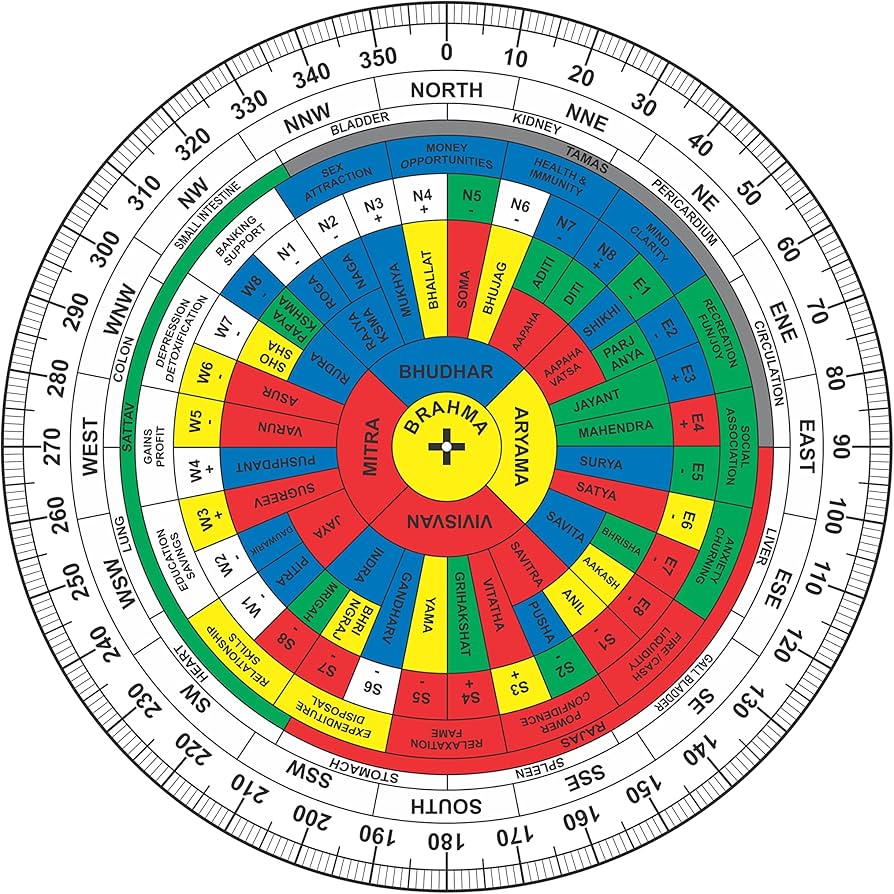 0
10
20
30
40
50
60
70
80
90
100
110
120
130
140
150
160
170
180
190
200
210
220
230
240
250
260
270
280
290
300
310
320
330
340
350
NORTH
NNE
NE
ENE
EAST
ESE
SE
SSE
SOUTH
SSW
SW
WSW
WEST
WNW
NW
NNW
KIDNEY
PERICARDIUM
CIRCULATION
LIVER
GALL BLADDER
SPLEEN
STOMACH
HEART
LUNG
COLON
SMALL INTESTINE
BLADDER
TAMAS
RAJAS
SATTAV
MONEY
OPPORTUNITIES
HEALTH &
IMMUNITY
MIND
CLARITY
RECREATION
FUN/JOY
SOCIAL
ASSOCIATION
ANXIETY
CHURNING
FIRE /CASH
LIQUIDITY
POWER
CONFIDENCE
RELAXATION
FAME
EXPENDITURE
DISPOSAL
RELATIONSHIP
SKILLS
EDUCATION
SAVINGS
GAINS
PROFIT
DEPRESSION
DETOXIFICATION
BANKING
SUPPORT
SEX
ATTRACTION
N1
-
N2
-
N3
+
N4
+
N5
-
N6
-
N7
-
N8
+
E1
-
E2
-
E3
+
E4
+
E5
-
E6
-
E7
-
E8
-
S1
-
S2
-
S3
+
S4
+
S5
-
S6
-
S7
-
S8
-
W1
-
W2
-
W3
+
W4
+
W5
-
W6
-
W7
-
W8
-
ROGA
NAGA
MUKHYA
BHALLAT
SOMA
BHUJAG
ADITI
DITI
SHIKHI
PARJ
ANYA
JAYANT
MAHENDRA
SURYA
SATYA
BHRISHA
AAKASH
ANIL
PUSHA
VITATHA
GRIHAKSHAT
YAMA
GANDHARV
BHRI
NGRAJ
MRIGAH
PITRA
DAUWARIK
SUGREEV
PUSHPDANT
VARUN
ASUR
SHO
SHA
PAPYA
KSHMA
RUDRA
RAJYA
KSMA
AAPAHA
AAPAHA
VATSA
SAVITA
SAVITRA
INDRA
JAYA
BHUDHAR
ARYAMA
VIVISVAN
MITRA
BRAHMA